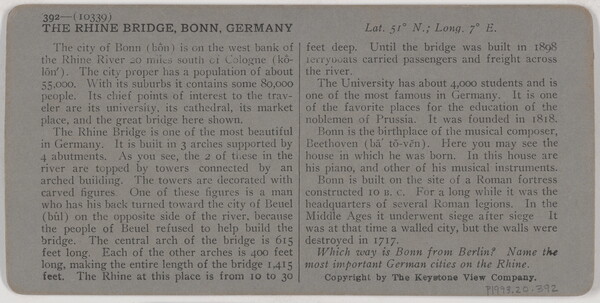 392—(10339)
THE RHINE BRIDGE, BONN, GERMANY
Lat. 51° N.; Long. 7° E.
The city of Bonn (bŏn) is on the west bank of
the Rhine River 20 miles south of Cologne (kō-
lōn'). The city proper has a population of about
55,000. With its suburbs it contains some 80,000
people. Its chief points of interest to the trav-
eler are its university, its cathedral, its market
place, and the great bridge here shown.
The Rhine Bridge is one of the most beautiful
in Germany. It is built in 3 arches supported by
4 abutments. As you see, the 2 of these in the
river are topped by towers connected by an
arched building. The towers are decorated with
carved figures. One of these figures is a man
who has his back turned toward the city of Beuel
(bûl) on the opposite side of the river, because
the people of Beuel refused to help build the
bridge. The central arch of the bridge is 615
feet long. Each of the other arches is 400 feet
long, making the entire length of the bridge 1,415
feet. The Rhine at this place is from 10 to 30
feet deep. Until the bridge was built in 1898
ferryboats carried passengers and freight across
the river.
The University has about 4,000 students and is
one of the most famous in Germany. It is one
of the favorite places for the education of the
noblemen of Prussia. It was founded in 1818.
Bonn is the birthplace of the musical composer,
Beethoven (bā' tō-vĕn). Here you may see the
house in which he was born. In this house are
his piano, and other of his musical instruments.
Bonn is built on the site of a Roman fortress
constructed 10 B. C. For a long while it was the
headquarters of several Roman legions. In the
Middle Ages it underwent siege after siege. It
was at that time a walled city, but the walls were
destroyed in 1717.
Which way is Bonn from Berlin? Name the
most important German cities on the Rhine.
Copyright by The Keystone View Company.
1993.20.392